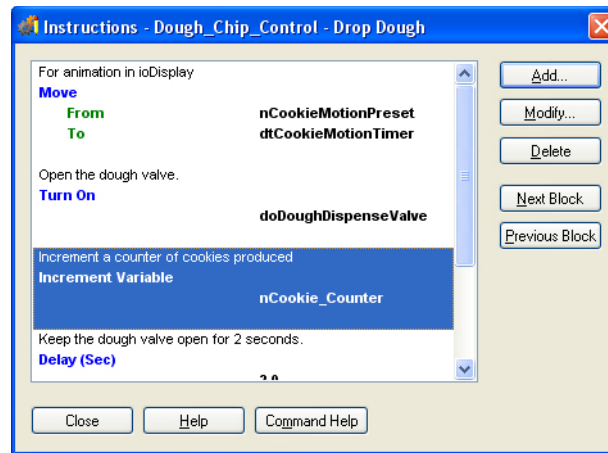 Instructions - Dough_Chip_Control - Drop Dough
For animation in ioDisplay
Move
From nCookieMotionPreset
To dtCookieMotionTimer
Open the dough valve.
Turn On
doDoughDispenseValve
Increment a counter of cookies produced
Increment Variable
nCookie_Counter
Keep the dough valve open for 2 seconds.
Delay (Sec)
2.0
Add...
Modify...
Delete
Next Block
Previous Block
Close Help Command Help